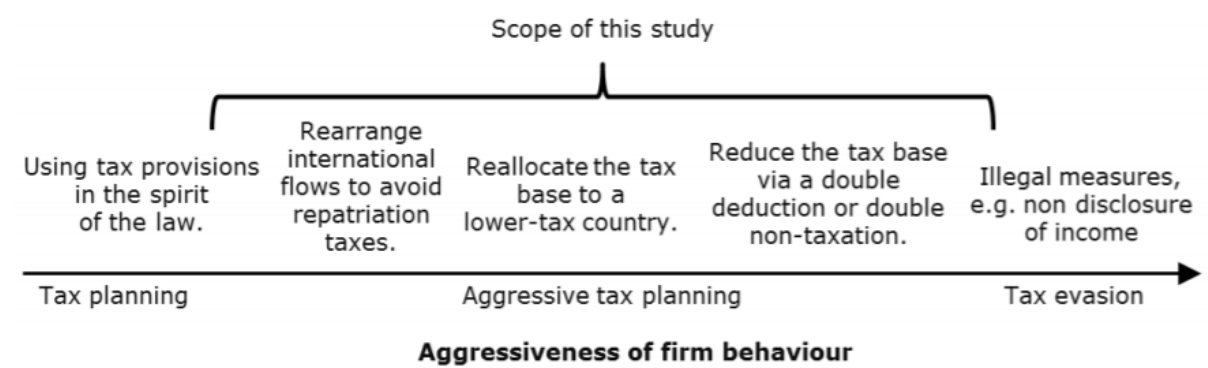 Scope of this study
Using tax provisions
in the spirit
of the law.
Rearrange
international
flows to avoid
repatriation
taxes.
Reallocate the tax
base to a
lower-tax country.
Reduce the tax base
via a double
deduction or double
non-taxation.
Illegal measures,
e.g. non disclosure
of income
Tax planning
Aggressive tax planning
Tax evasion
Aggressiveness of firm behaviour